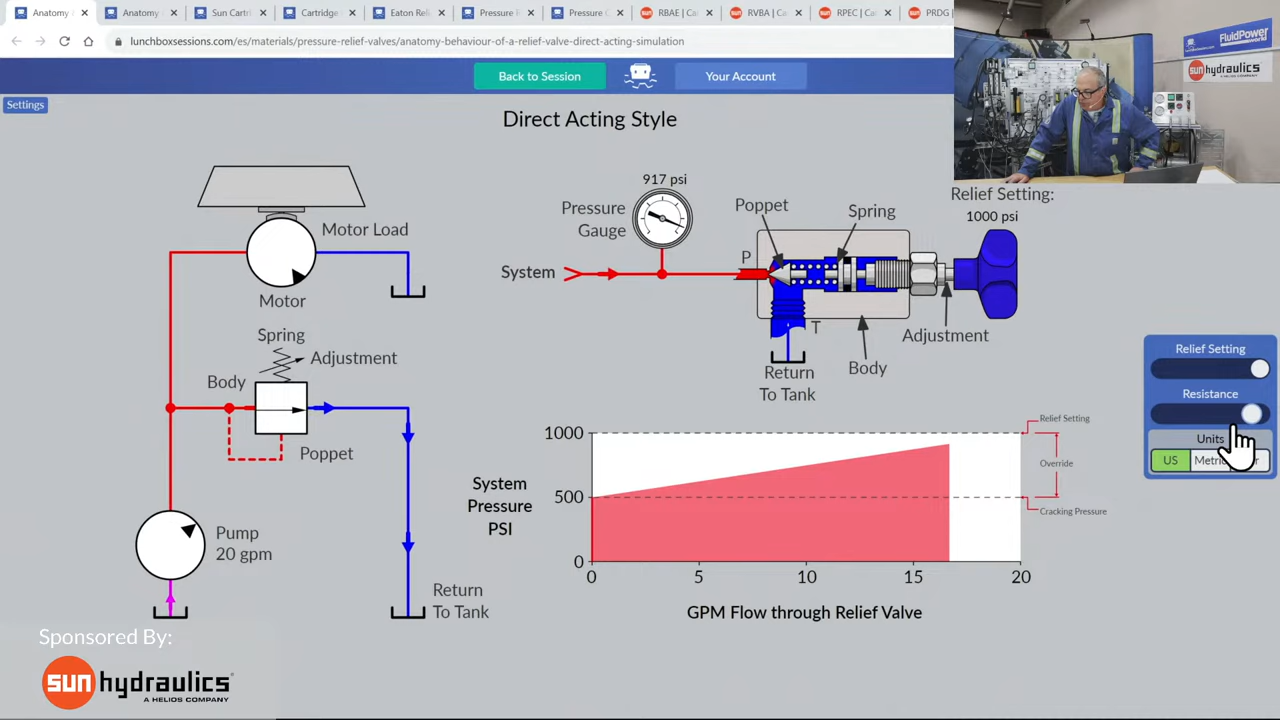 Anatomy
Anatomy
Sun Cartri
Cartridge
Eaton Reli
Pressure R
Pressure
RBAE | Ca
RVBA | Ca
RPEC | Ca
PRDG
lunchboxsessions.com/es/materials/pressure-relief-valves/anatomy-behaviour-of-a-relief-valve-direct-acting-simulation
Back to Session
Your Account
FluidPower
world
sun hydraulics
A HELIOS COMPANY
Settings
Direct Acting Style
917 psi
Relief Setting:
1000 psi
Pressure
Gauge
Poppet
Spring
Motor Load
System
P
T
Motor
Adjustment
Body
Return
To Tank
Spring
Adjustment
Body
Poppet
Relief Setting
Resistance
Units
US
Metric
Pump
20 gpm
Return
To Tank
System
Pressure
PSI
1000
500
0
Relief Setting
Override
Cracking Pressure
0
5
10
15
20
GPM Flow through Relief Valve
Sponsored By:
sun hydraulics
A HELIOS COMPANY